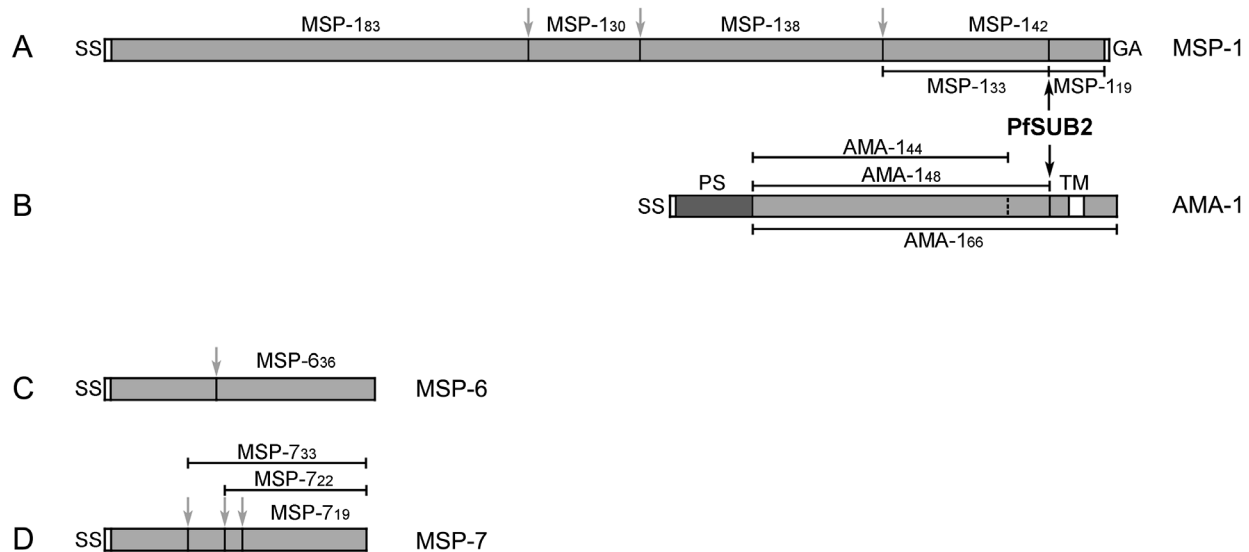 MSP-183 MSP-130 MSP-138 MSP-142
A SS GA MSP-1
MSP-133 MSP-119
PfSUB2
AMA-144
PS AMA-148 TM
B SS AMA-1
AMA-166
MSP-636
C SS MSP-6
MSP-733
MSP-722
MSP-719
D SS MSP-7